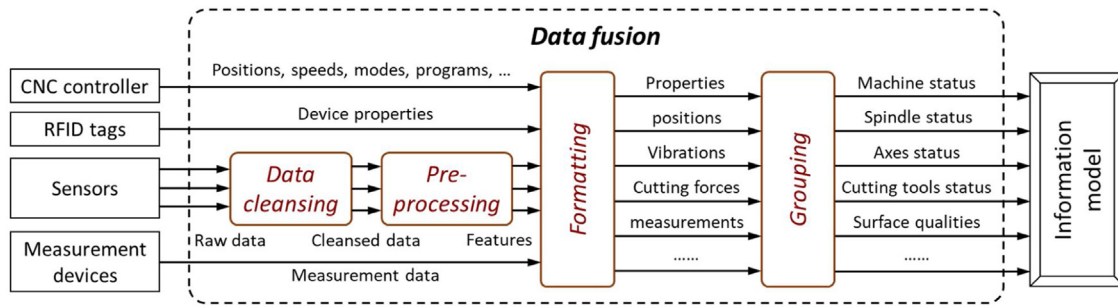 Data fusion
CNC controller
RFID tags
Sensors
Measurement
devices
Positions, speeds, modes, programs, ...
Device properties
Data
cleansing
Pre-
processing
Raw data
Cleansed data
Features
Measurement data
Formatting
Properties
positions
Vibrations
Cutting forces
measurements
......
Grouping
Machine status
Spindle status
Axes status
Cutting tools status
Surface qualities
......
Information
model